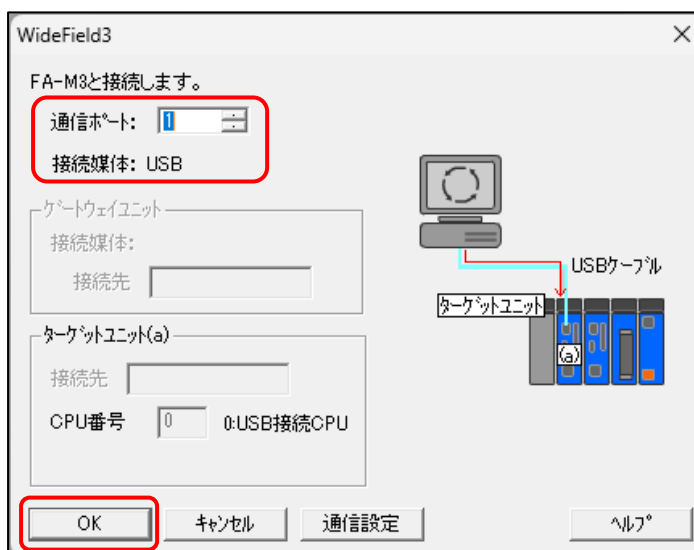 WideField3
FA-M3と接続します。
通信ポート: 1
接続媒体: USB
ゲートウェイユニット
接続媒体:
接続先
USBケーブル
ターゲットユニット
(a)
ターゲットユニット(a)
接続先
CPU番号 0 0:USB接続CPU
OK キャンセル 通信設定 ヘルプ